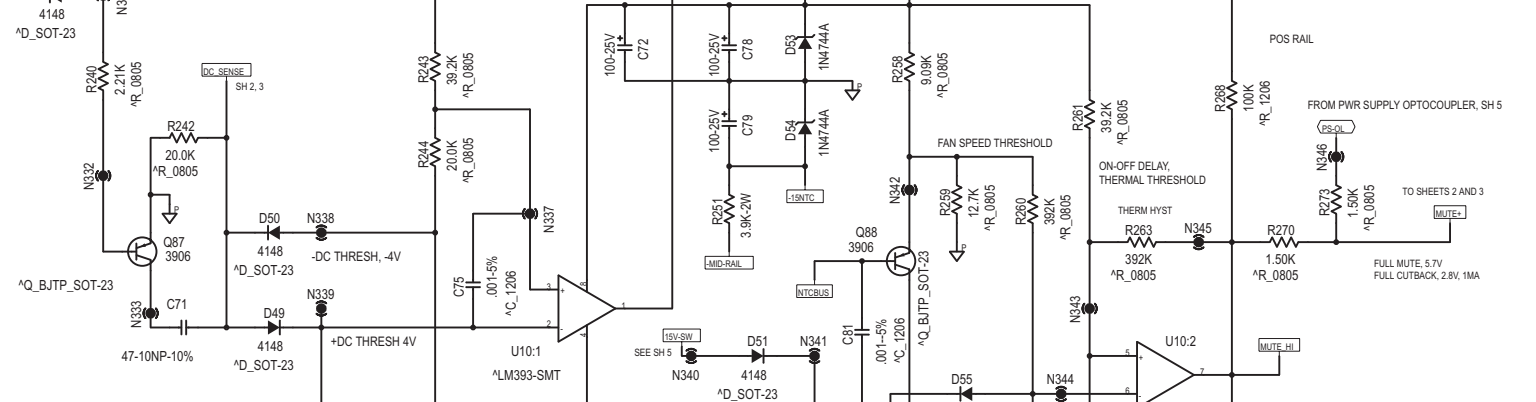 4148
^D_SOT-23
R240
2.21K
^R_0805
DC_SENSE
SH 2, 3
R242
20.0K
^R_0805
N332
P
Q87
3906
^Q_BJTP_SOT-23
N333
C71
47-10NP-10%
D50
4148
^D_SOT-23
N338
-DC THRESH, -4V
D49
4148
^D_SOT-23
N339
+DC THRESH 4V
R243
39.2K
^R_0805
R244
20.0K
^R_0805
N337
C75
.001-5%
^C_1206
3
+
2
-
8
4
1
U10:1
^LM393-SMT
100-25V
+
C72
100-25V
+
C78
D53
1N4744A
P
100-25V
+
C79
D54
1N4744A
-15NTC
R251
3.9K-2W
-MID-RAIL
15V-SW
SEE SH 5
N340
D51
4148
^D_SOT-23
N341
R258
9.09K
^R_0805
FAN SPEED THRESHOLD
N342
R259
12.7K
^R_0805
P
R260
392K
^R_0805
Q88
3906
^Q_BJTP_SOT-23
NTCBUS
C81
.001--5%
^C_1206
D55
N344
R261
39.2K
^R_0805
ON-OFF DELAY,
THERMAL THRESHOLD
THERM HYST
R263
392K
^R_0805
N345
N343
5
+
6
-
7
U10:2
MUTE_HI
POS RAIL
R268
100K
^R_1206
FROM PWR SUPPLY OPTOCOUPLER, SH 5
PS-OL
N346
R273
1.50K
^R_0805
R270
1.50K
^R_0805
TO SHEETS 2 AND 3
MUTE+
FULL MUTE, 5.7V
FULL CUTBACK, 2.8V, 1MA